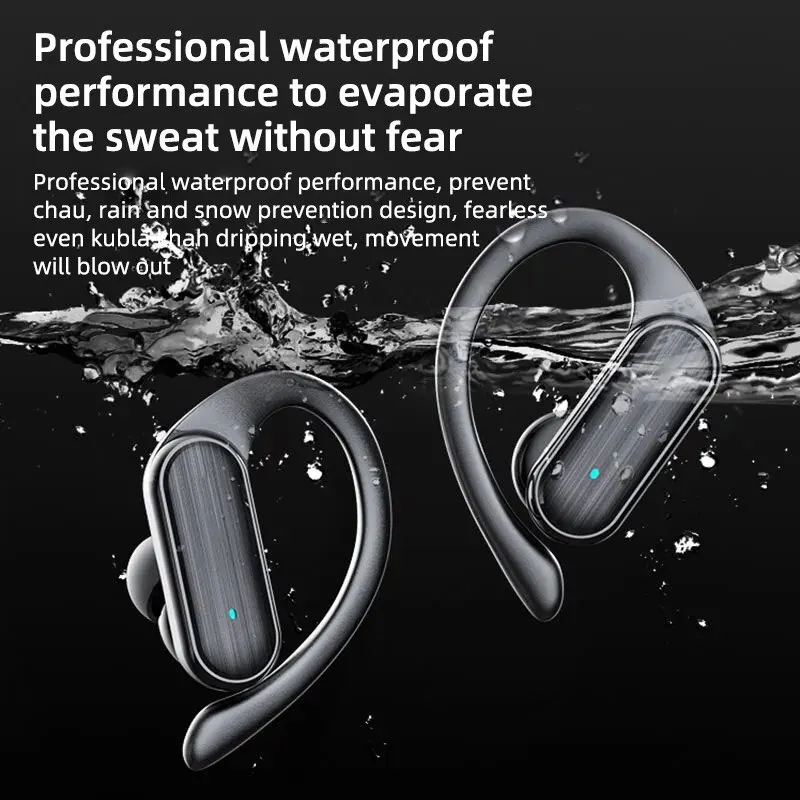 Professional waterproof
performance to evaporate
the sweat without fear
Professional waterproof performance, prevent
chau, rain and snow prevention design, fearless
even kubla khan dripping wet, movement
will blow out